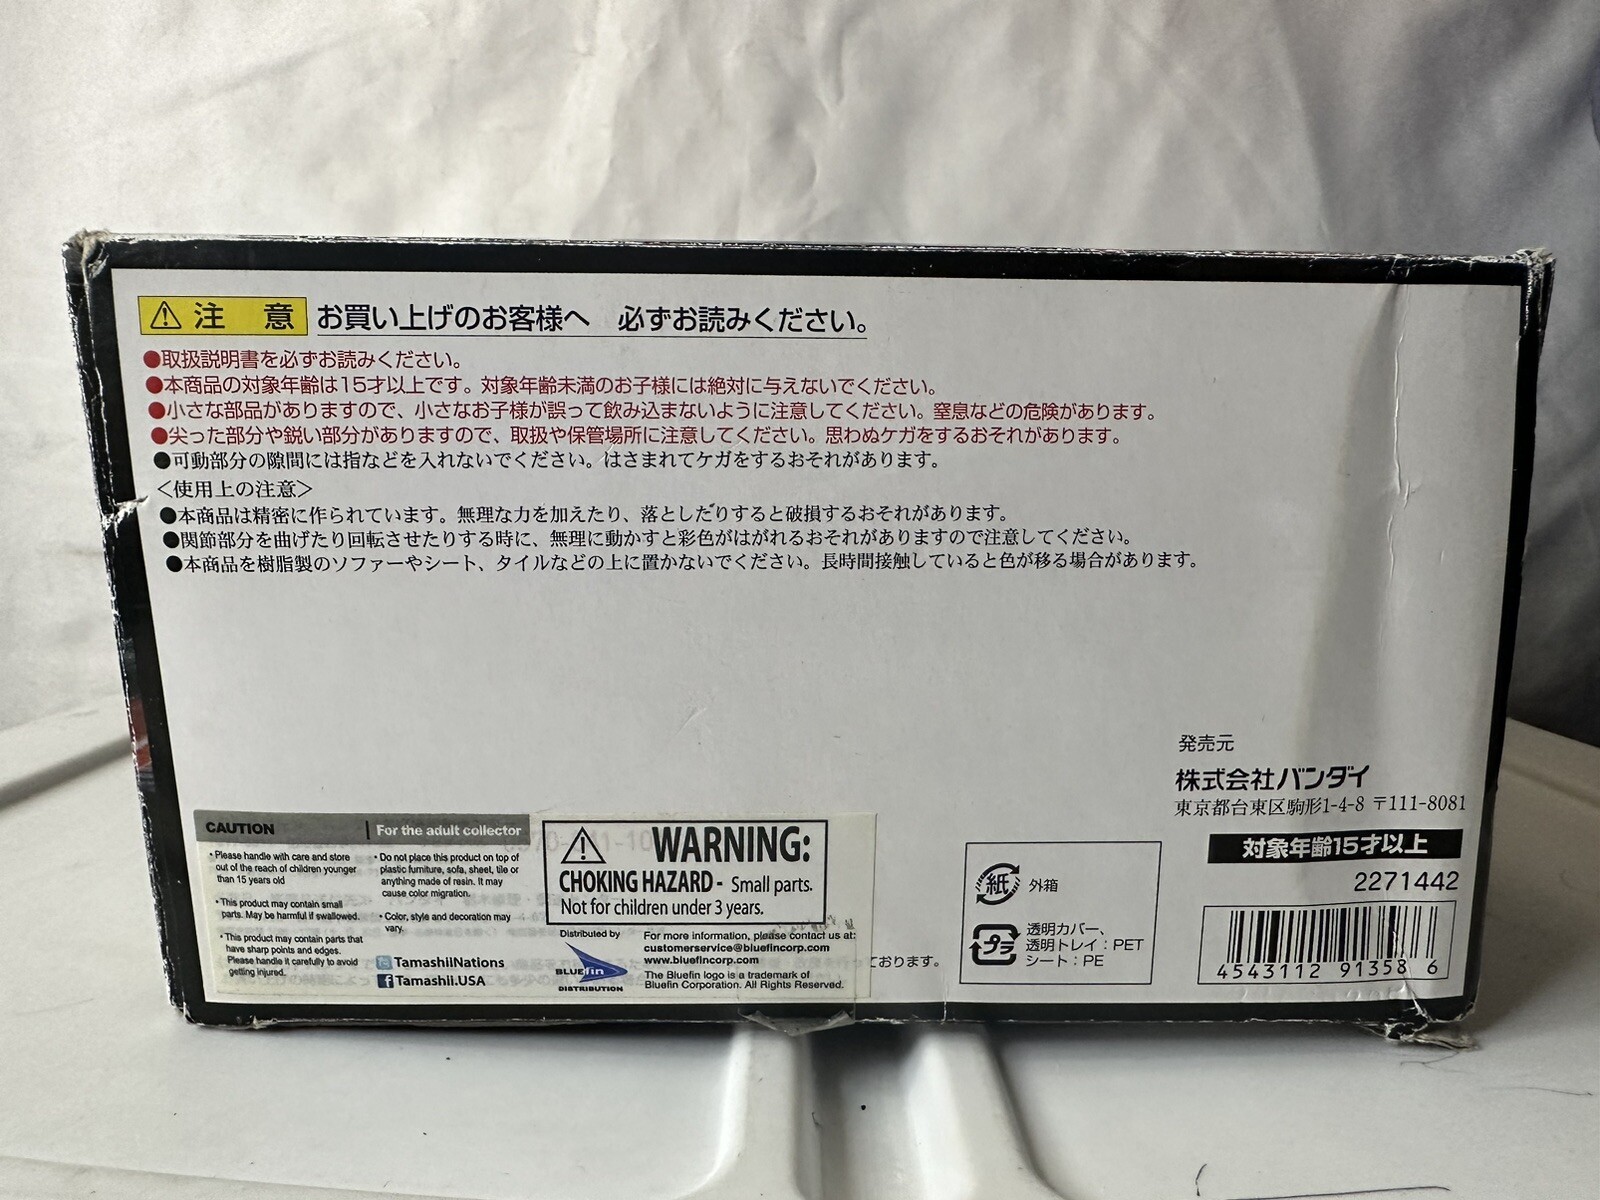 ⚠ 注 意 お買い上げのお客様へ 必ずお読みください。
●取扱説明書を必ずお読みください。
●本商品の対象年齢は15才以上です。対象年齢未満のお子様には絶対に与えないでください。
●小さな部品がありますので、小さなお子様が誤って飲み込まないように注意してください。窒息などの危険があります。
●尖った部分や鋭い部分がありますので、取扱や保管場所に注意してください。思わぬケガをするおそれがあります。
●可動部分の隙間には指などを入れないでください。はさまれてケガをするおそれがあります。
＜使用上の注意＞
●本商品は精密に作られています。無理な力を加えたり、落としたりすると破損するおそれがあります。
●関節部分を曲げたり回転させたりする時に、無理に動かすと彩色がはがれるおそれがありますので注意してください。
●本商品を樹脂製のソファーやシート、タイルなどの上に置かないでください。長時間接触していると色が移る場合があります。
発売元
株式会社バンダイ
東京都台東区駒形1-4-8 〒111-8081
対象年齢15才以上
2271442
4543112 91358 6
紙 外箱
プラ 透明カバー、
透明トレイ：PET
シート：PE
CAUTION
For the adult collector
• Please handle with care and store
out of the reach of children younger
than 15 years old
• This product may contain small
parts. May be harmful if swallowed.
• This product may contain parts that
have sharp points and edges.
Please handle it carefully to avoid
getting injured.
• Do not place this product on top of
plastic furniture, sofa, sheet, tile or
anything made of resin. It may
cause color migration.
• Color, style and decoration may
vary.
TamashiiNations
Tamashii.USA
WARNING:
CHOKING HAZARD - Small parts.
Not for children under 3 years.
Distributed by
BLUEfin
DISTRIBUTION
For more information, please contact us at:
customerservice@bluefincorp.com
www.bluefincorp.com
The Bluefin logo is a trademark of
Bluefin Corporation. All Rights Reserved.
ております。